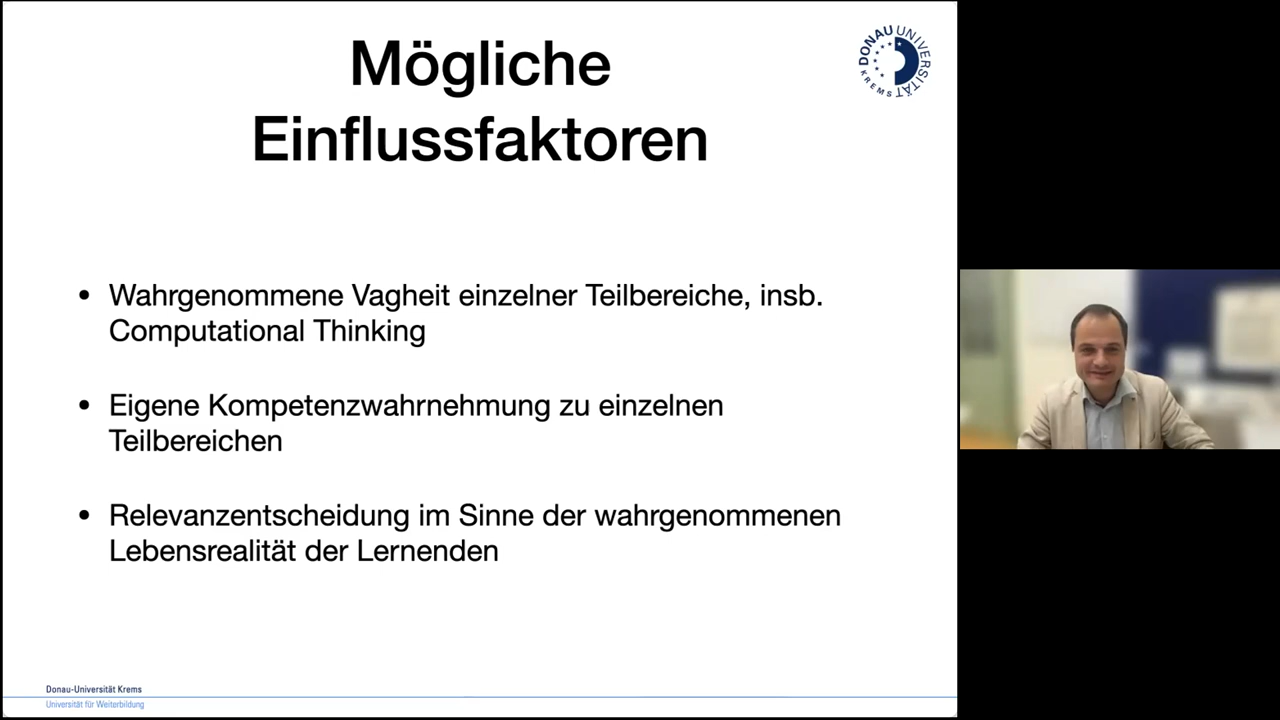 Mögliche
Einflussfaktoren
DONAU UNIVERSITÄT KREMS
• Wahrgenommene Vagheit einzelner Teilbereiche, insb.
Computational Thinking
• Eigene Kompetenzwahrnehmung zu einzelnen
Teilbereichen
• Relevanzentscheidung im Sinne der wahrgenommenen
Lebensrealität der Lernenden
Donau-Universität Krems
Universität für Weiterbildung